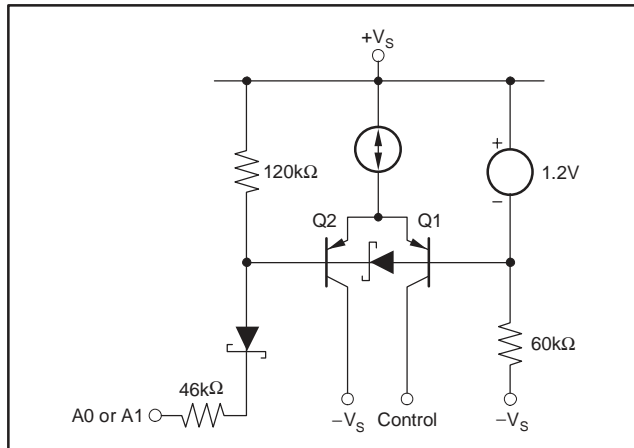 +VS
120kΩ
+
1.2V
−
Q2 Q1
60kΩ
46kΩ
A0 or A1
−VS Control −VS